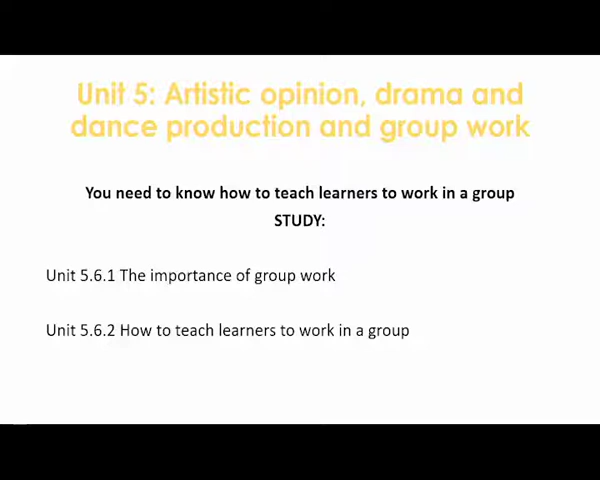 Unit 5: Artistic opinion, drama and
dance production and group work
You need to know how to teach learners to work in a group
STUDY:
Unit 5.6.1 The importance of group work
Unit 5.6.2 How to teach learners to work in a group